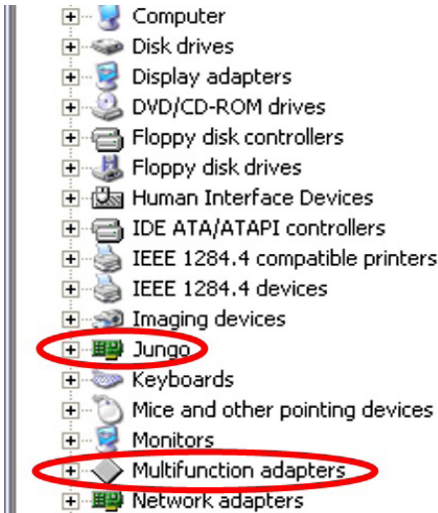 Computer
Disk drives
Display adapters
DVD/CD-ROM drives
Floppy disk controllers
Floppy disk drives
Human Interface Devices
IDE ATA/ATAPI controllers
IEEE 1284.4 compatible printers
IEEE 1284.4 devices
Imaging devices
Jungo
Keyboards
Mice and other pointing devices
Monitors
Multifunction adapters
Network adapters